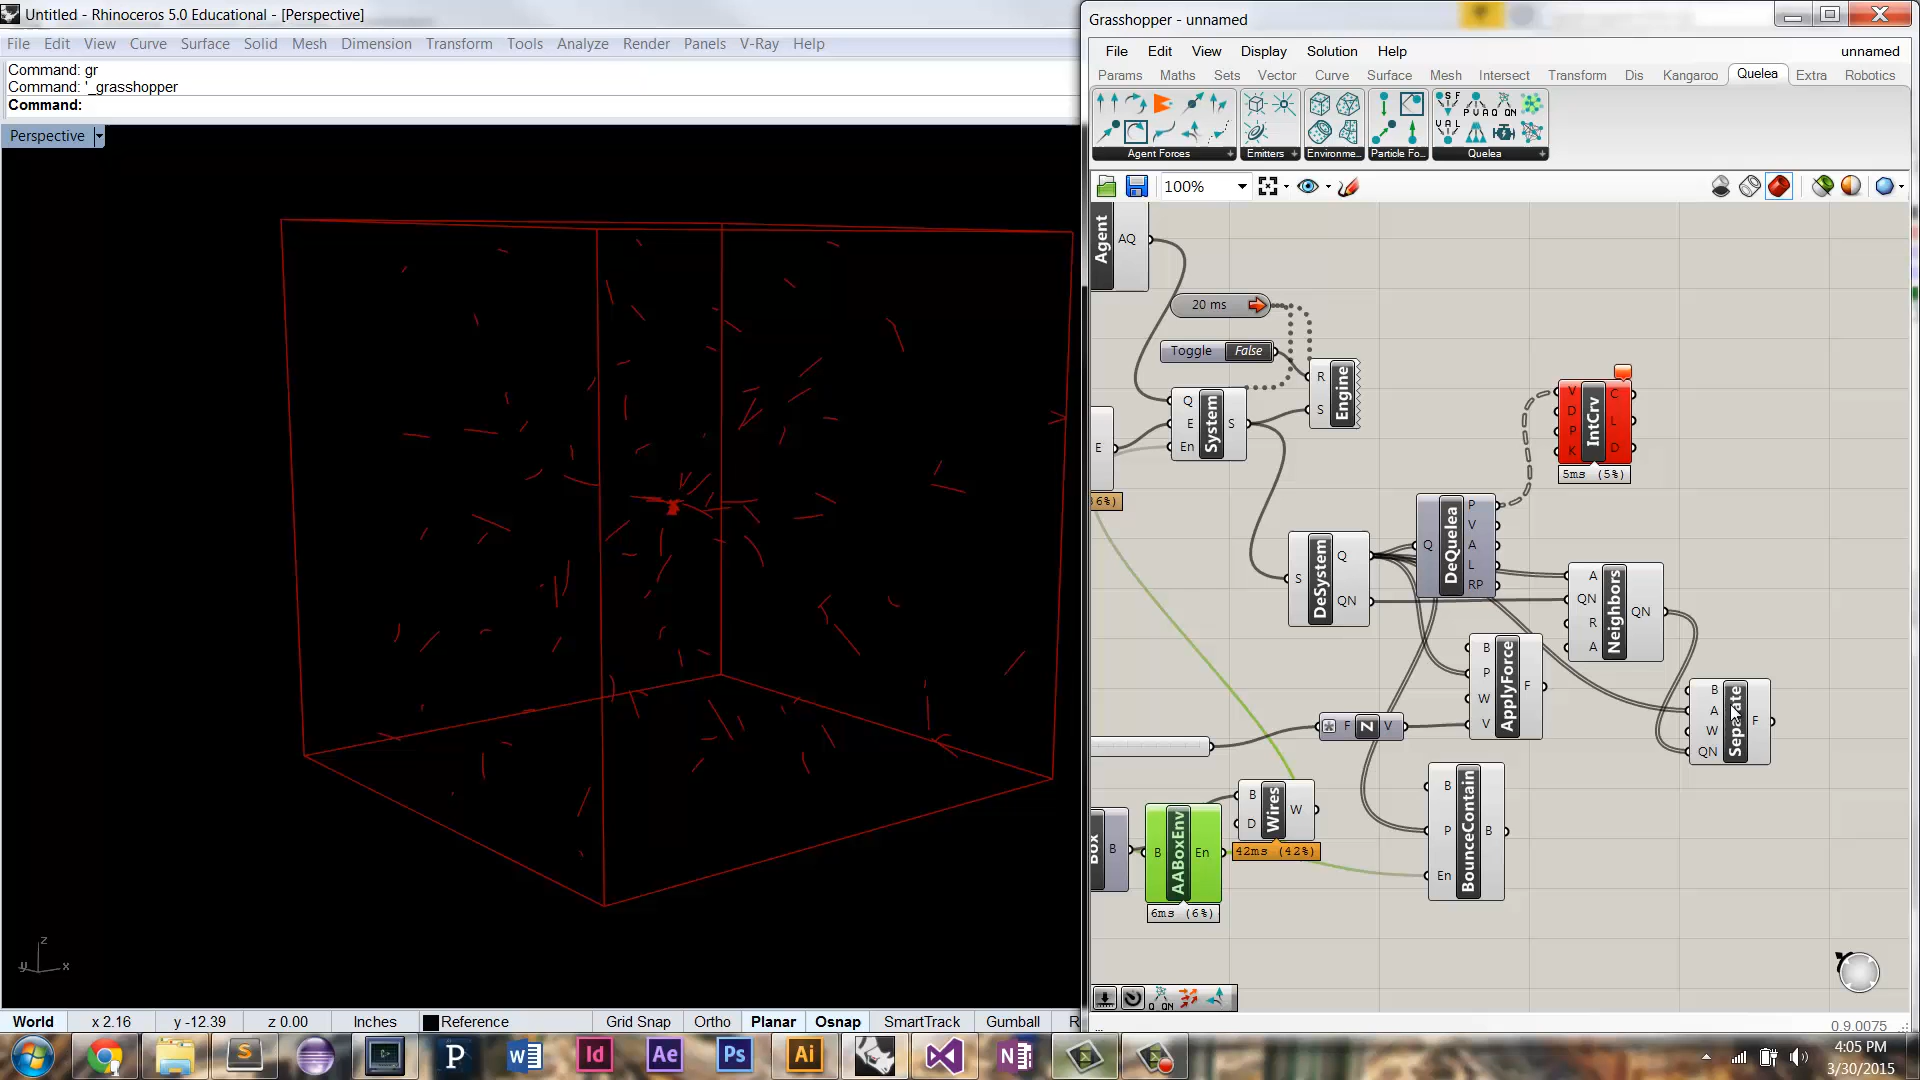 Untitled - Rhinoceros 5.0 Educational - [Perspective]
File Edit View Curve Surface Solid Mesh Dimension Transform Tools Analyze Render Panels V-Ray Help
Command: gr
Command: '_grasshopper
Command:
Perspective
z
y
x
World x 2.16 y -12.39 z 0.00 Inches Reference Grid Snap Ortho Planar Osnap SmartTrack Gumball R
Grasshopper - unnamed
File Edit View Display Solution Help unnamed
Params Maths Sets Vector Curve Surface Mesh Intersect Transform Dis Kangaroo Quelea Extra Robotics
S F
P V A Q QN
V A L
Agent Forces Emitters Environme... Particle Fo... Quelea
100%
Agent AQ
20 ms
Toggle False
R S Engine
Q E En System S
E
36%)
V D P K IntCrv C L D
5ms (5%)
S DeSystem Q QN
Q DeQuelea P V A L RP
A QN R A Neighbors QN
B P W V ApplyForce F
F Z V
B A W QN Separate F
B D Wires W
42ms (42%)
Box B
B AABoxEnv En
6ms (6%)
B P En BounceContain B
Q QN
...
0.9.0075
4:05 PM
3/30/2015